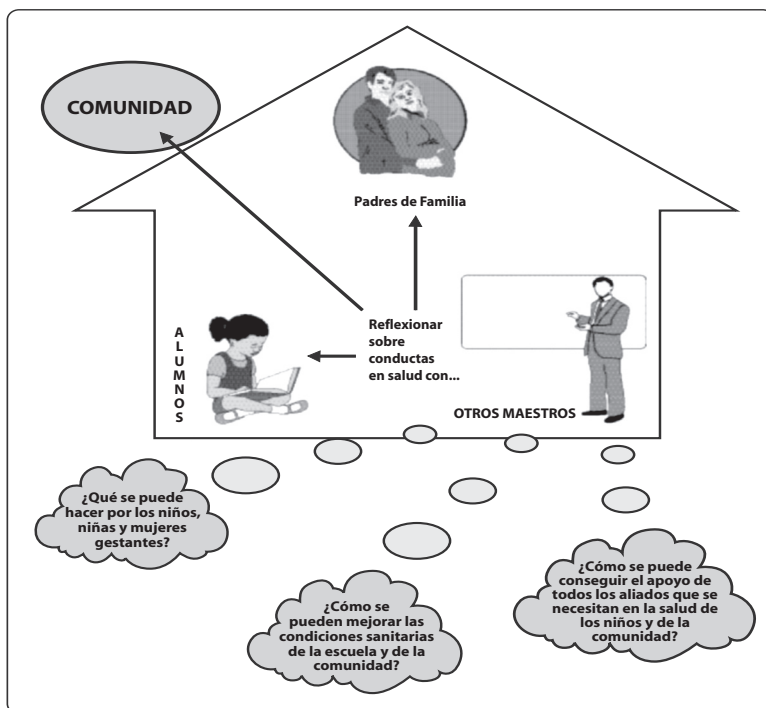 COMUNIDAD
Padres de Familia
ALUMNOS
Reflexionar
sobre
conductas
en salud con...
OTROS MAESTROS
¿Qué se puede
hacer por los niños,
niñas y mujeres
gestantes?
¿Cómo se
pueden mejorar las
condiciones sanitarias
de la escuela y de la
comunidad?
¿Cómo se puede
conseguir el apoyo de
todos los aliados que se
necesitan en la salud de
los niños y de la
comunidad?